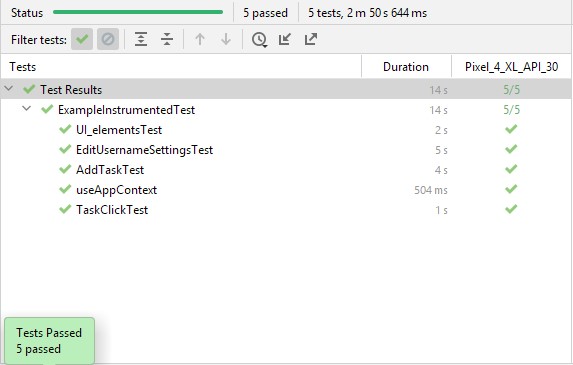 Status 5 passed 5 tests, 2 m 50 s 644 ms
Filter tests:
Tests Duration Pixel_4_XL_API_30
Test Results 14 s 5/5
ExampleInstrumentedTest 14 s 5/5
UI_elementsTest 2 s
EditUsernameSettingsTest 5 s
AddTaskTest 4 s
useAppContext 504 ms
TaskClickTest 1 s
Tests Passed
5 passed